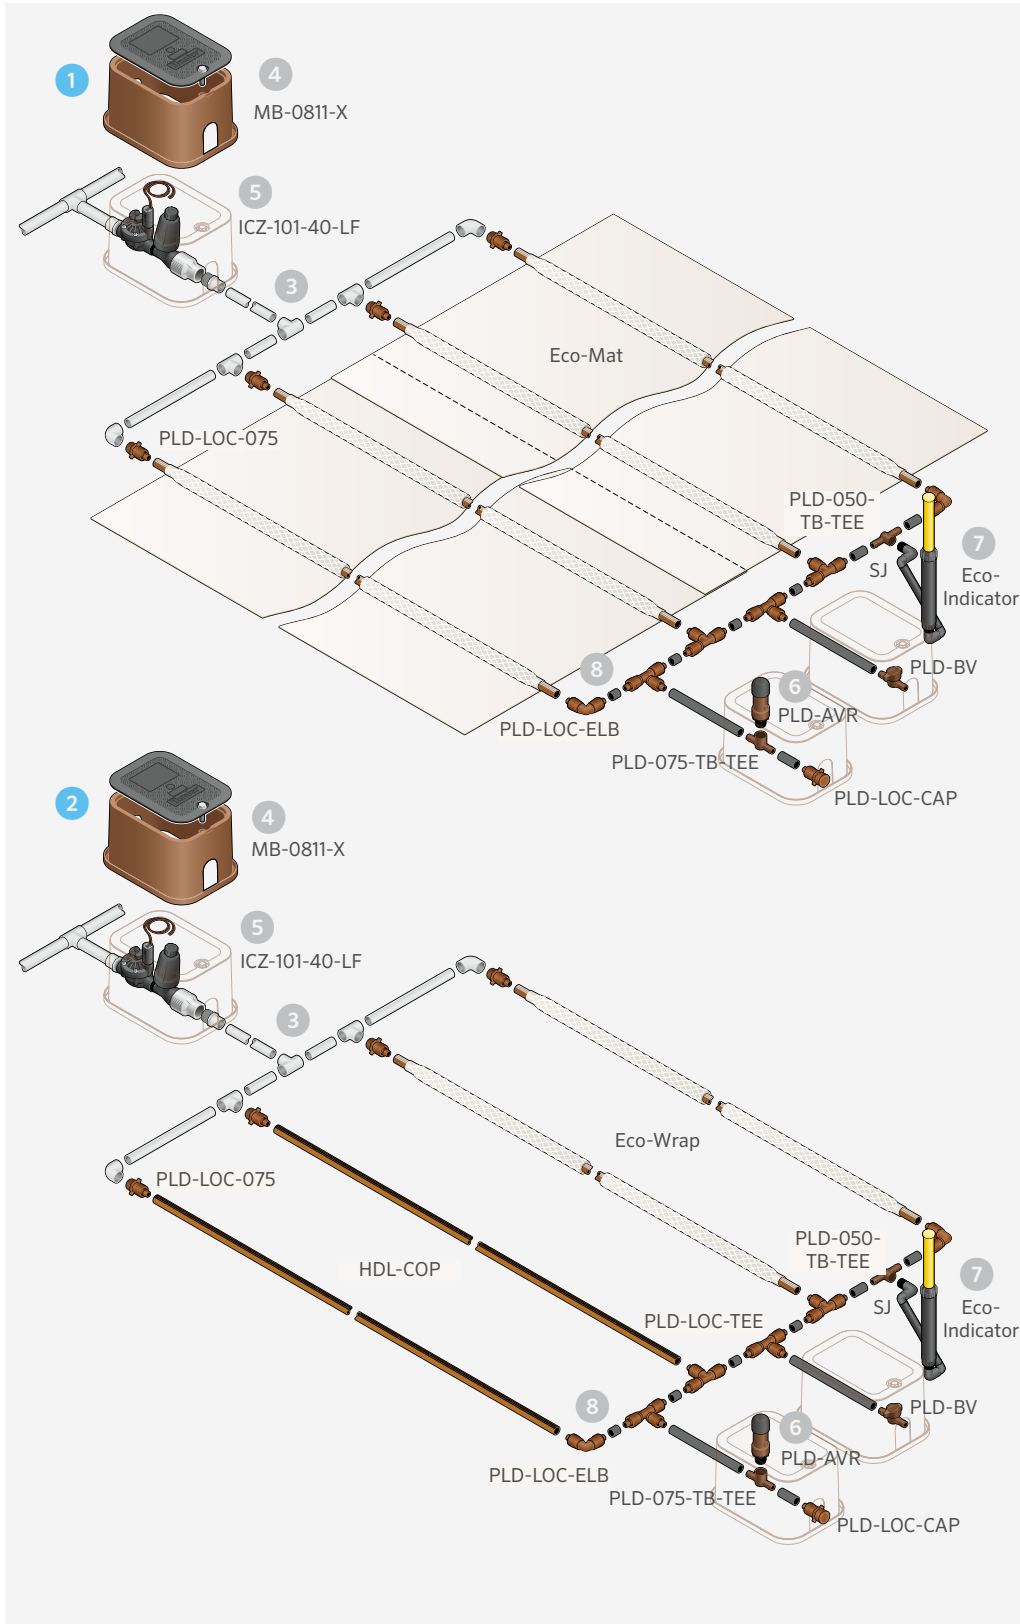 1
4
MB-0811-X
5
ICZ-101-40-LF
3
Eco-Mat
PLD-LOC-075
PLD-050-
TB-TEE
7
SJ
Eco-
Indicator
8
PLD-BV
6
PLD-AVR
PLD-LOC-ELB
PLD-075-TB-TEE
PLD-LOC-CAP
2
4
MB-0811-X
5
ICZ-101-40-LF
3
Eco-Wrap
PLD-LOC-075
PLD-050-
TB-TEE
HDL-COP
7
SJ
Eco-
Indicator
PLD-LOC-TEE
8
PLD-BV
6
PLD-AVR
PLD-LOC-ELB
PLD-075-TB-TEE
PLD-LOC-CAP